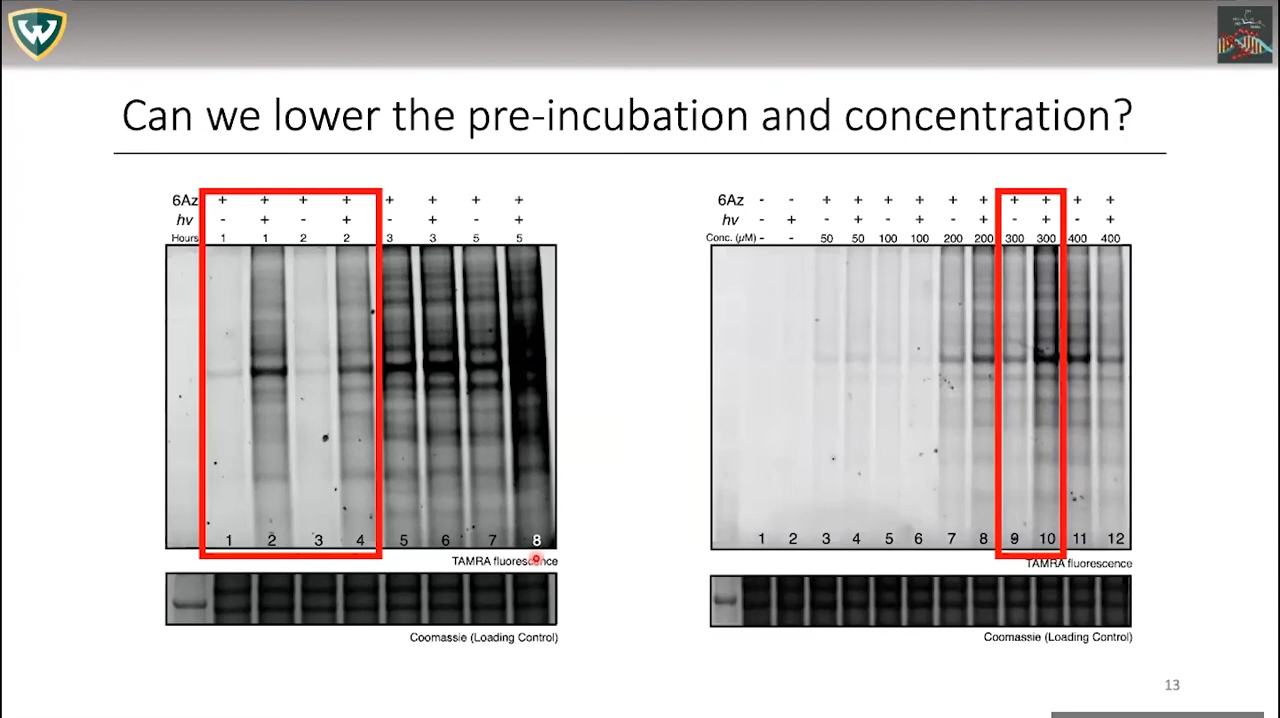 Can we lower the pre-incubation and concentration?
6Az + + + + + + + +
hv - + - + - + - +
Hours 1 1 2 2 3 3 5 5
1 2 3 4 5 6 7 8
TAMRA fluorescence
Coomassie (Loading Control)
6Az - - + + + + + + + + + +
hv - + - + - + - + - + - +
Conc. (μM) - - 50 50 100 100 200 200 300 300 400 400
1 2 3 4 5 6 7 8 9 10 11 12
TAMRA fluorescence
Coomassie (Loading Control)
13